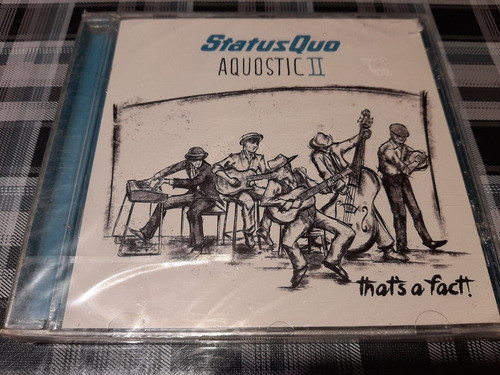 StatusQuo
AQUOSTIC II
that's a fact!